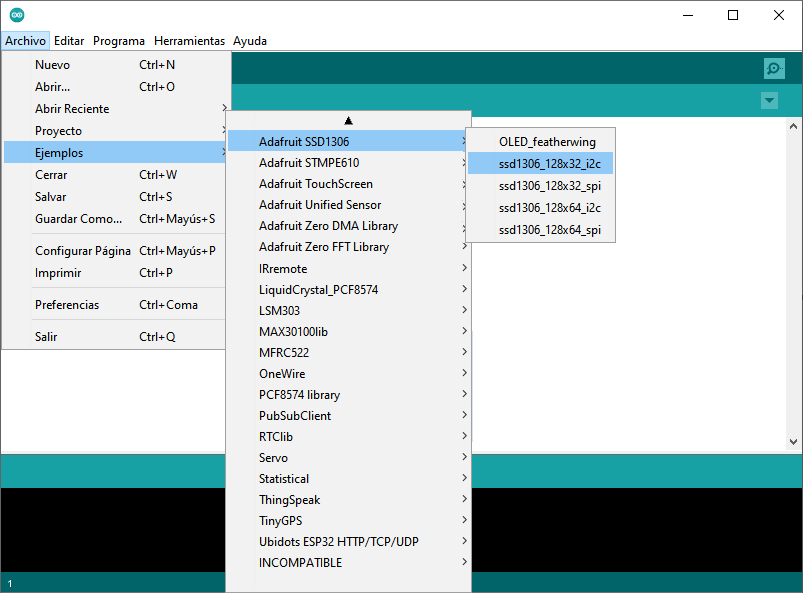 Archivo Editar Programa Herramientas Ayuda
Nuevo Ctrl+N
Abrir... Ctrl+O
Abrir Reciente
Proyecto
Ejemplos
Cerrar Ctrl+W
Salvar Ctrl+S
Guardar Como... Ctrl+Mayús+S
Configurar Página Ctrl+Mayús+P
Imprimir Ctrl+P
Preferencias Ctrl+Coma
Salir Ctrl+Q
Adafruit SSD1306
Adafruit STMPE610
Adafruit TouchScreen
Adafruit Unified Sensor
Adafruit Zero DMA Library
Adafruit Zero FFT Library
IRremote
LiquidCrystal_PCF8574
LSM303
MAX30100lib
MFRC522
OneWire
PCF8574 library
PubSubClient
RTClib
Servo
Statistical
ThingSpeak
TinyGPS
Ubidots ESP32 HTTP/TCP/UDP
INCOMPATIBLE
OLED_featherwing
ssd1306_128x32_i2c
ssd1306_128x32_spi
ssd1306_128x64_i2c
ssd1306_128x64_spi
1